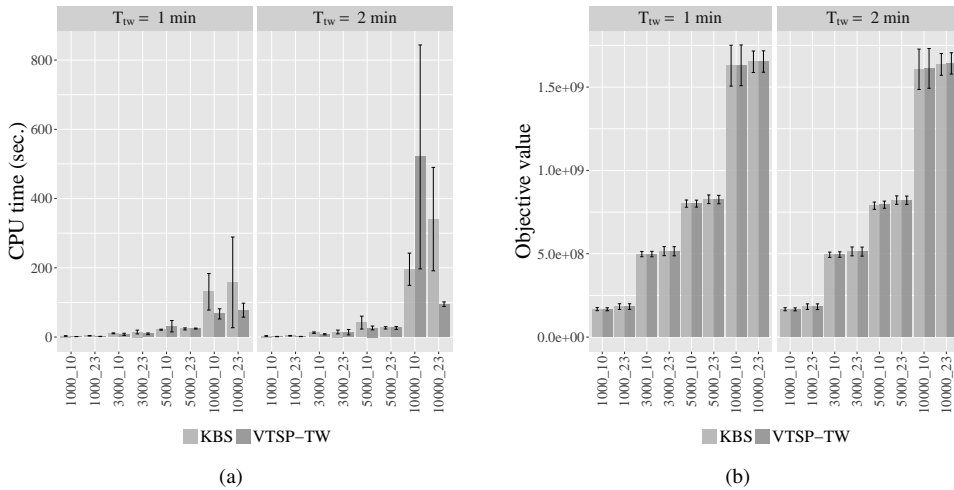 T_tw = 1 min
T_tw = 2 min
CPU time (sec.)
800
600
400
200
0
1000_10
1000_23
3000_10
3000_23
5000_10
5000_23
10000_10
10000_23
1000_10
1000_23
3000_10
3000_23
5000_10
5000_23
10000_10
10000_23
KBS VTSP−TW
(a)
T_tw = 1 min
T_tw = 2 min
Objective value
1.5e+09
1.0e+09
5.0e+08
0.0e+00
1000_10
1000_23
3000_10
3000_23
5000_10
5000_23
10000_10
10000_23
1000_10
1000_23
3000_10
3000_23
5000_10
5000_23
10000_10
10000_23
KBS VTSP−TW
(b)